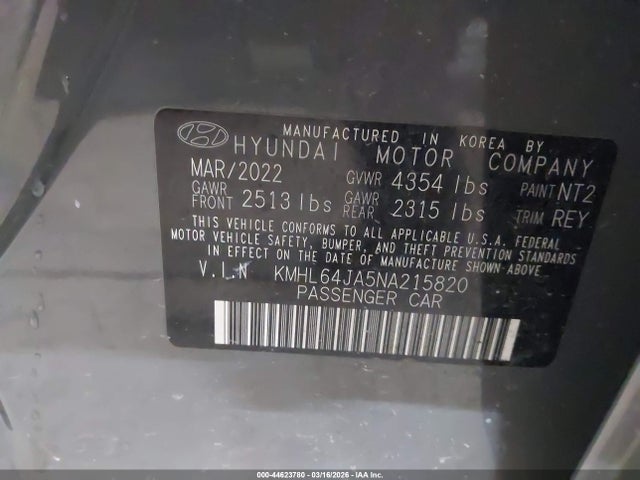 MANUFACTURED IN KOREA BY
HYUNDAI MOTOR COMPANY
MAR/2022 GVWR 4354 lbs PAINT NT2
GAWR FRONT 2513 lbs GAWR REAR 2315 lbs TRIM REY
THIS VEHICLE CONFORMS TO ALL APPLICABLE U.S.A. FEDERAL
MOTOR VEHICLE SAFETY, BUMPER, AND THEFT PREVENTION STANDARDS
IN EFFECT ON THE DATE OF MANUFACTURE SHOWN ABOVE.
V.I.N KMHL64JA5NA215820
PASSENGER CAR
000-44623780 - 03/16/2026 - IAA Inc.